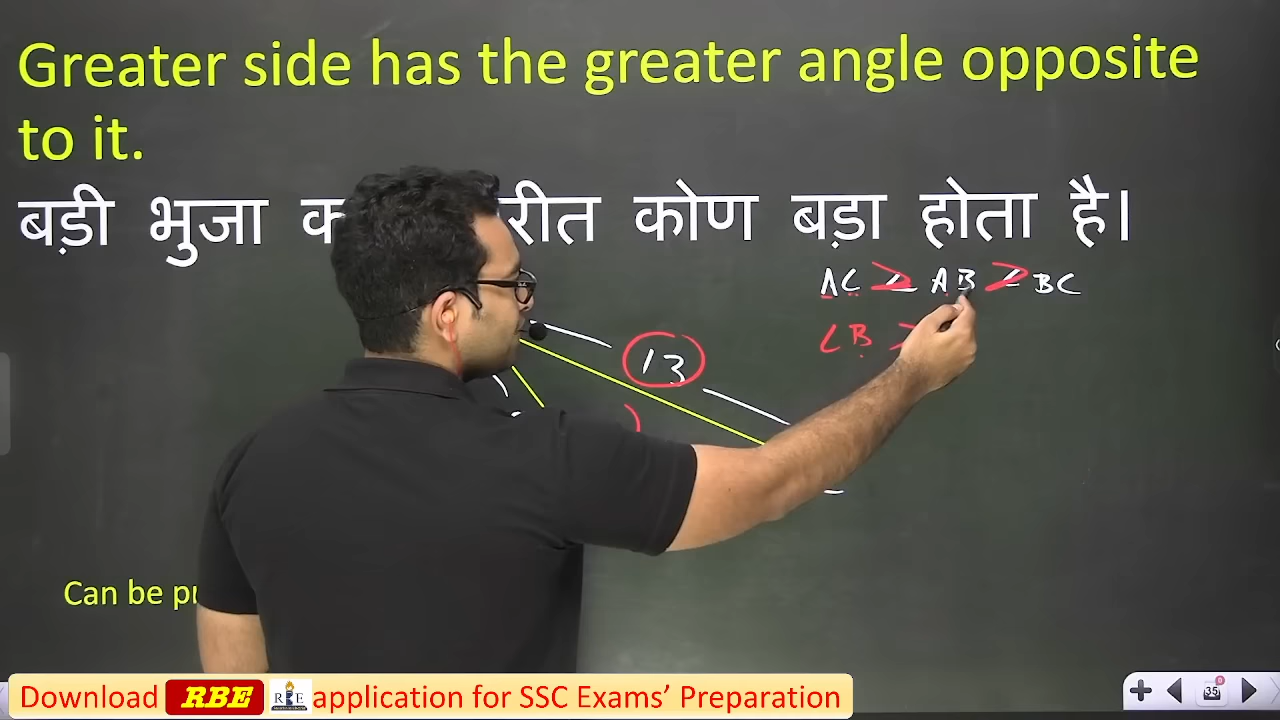 Greater side has the greater angle opposite
to it.
बड़ी भुजा रीत कोण बड़ा होता है।
AC > AB > BC
∠B >
13
Can be
Download RBE RBE application for SSC Exams' Preparation
35